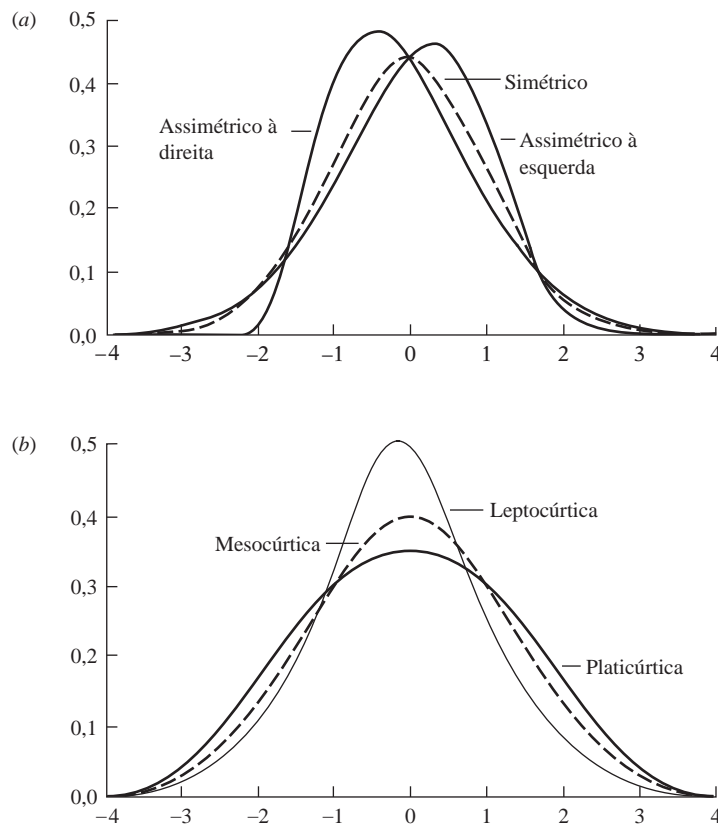 (a)
0,5
0,4
0,3
0,2
0,1
0,0
Simétrico
Assimétrico à
direita
Assimétrico à
esquerda
–4 –3 –2 –1 0 1 2 3 4
(b)
0,5
0,4
0,3
0,2
0,1
0,0
Leptocúrtica
Mesocúrtica
Platicúrtica
–4 –3 –2 –1 0 1 2 3 4